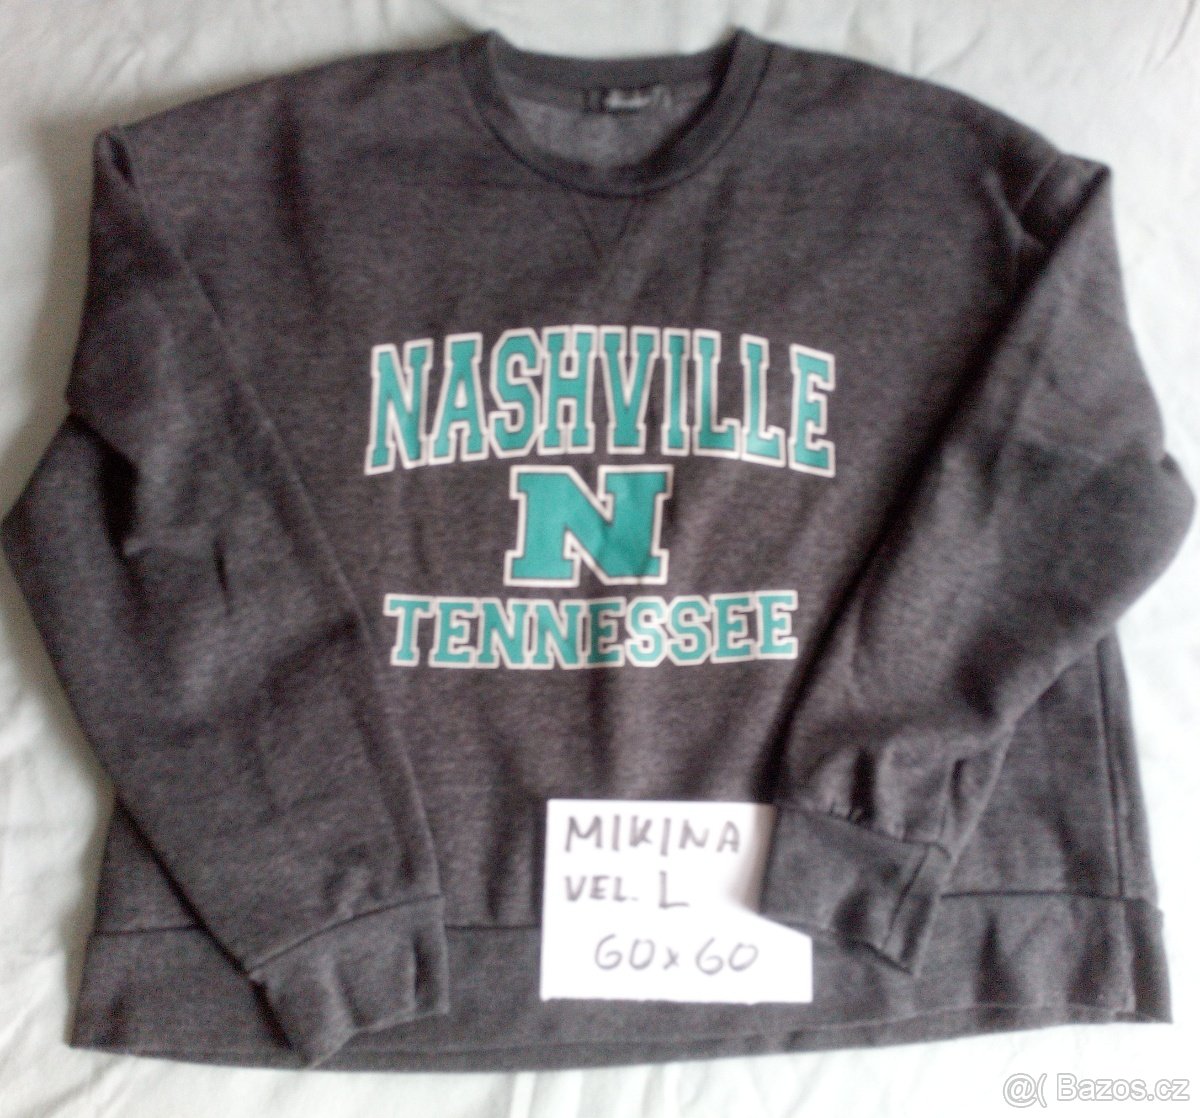 NASHVILLE
N
TENNESSEE
MIKINA
VEL. L
60x60
@( Bazos.cz